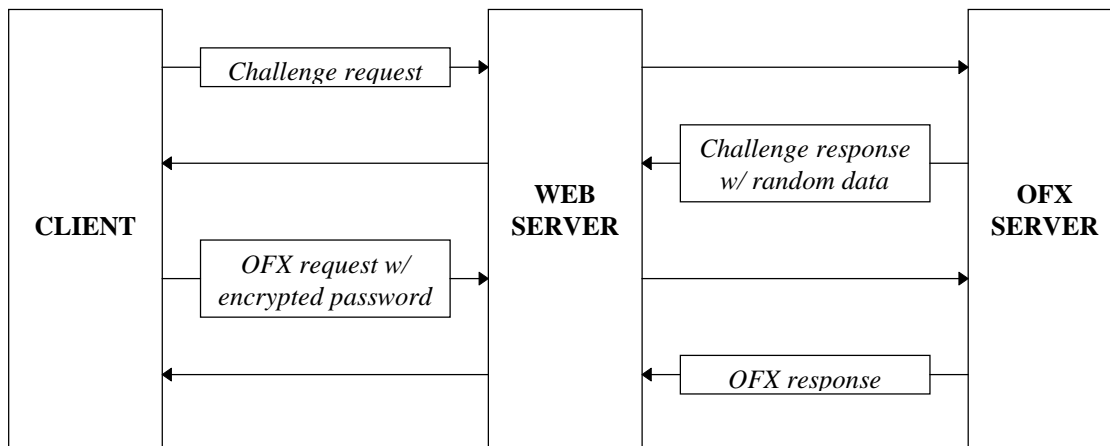 Challenge request
Challenge response
w/ random data
CLIENT
WEB
SERVER
OFX
SERVER
OFX request w/
encrypted password
OFX response